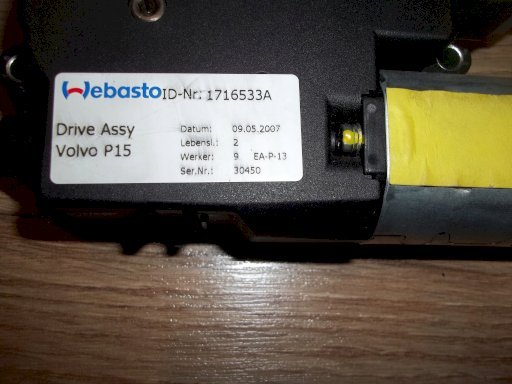 Webasto ID-Nr: 1716533A
Drive Assy
Volvo P15
Datum: 09.05.2007
Lebensl.: 2
Werker: 9 EA-P-13
Ser.Nr.: 30450